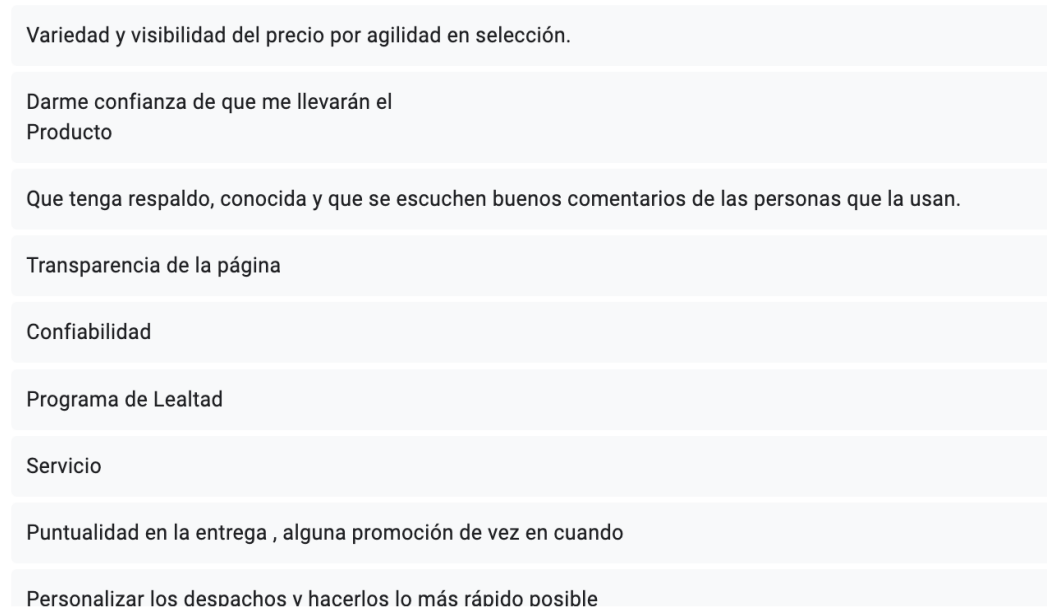 Variedad y visibilidad del precio por agilidad en selección.
Darme confianza de que me llevarán el
Producto
Que tenga respaldo, conocida y que se escuchen buenos comentarios de las personas que la usan.
Transparencia de la página
Confiabilidad
Programa de Lealtad
Servicio
Puntualidad en la entrega , alguna promoción de vez en cuando
Personalizar los despachos y hacerlos lo más rápido posible